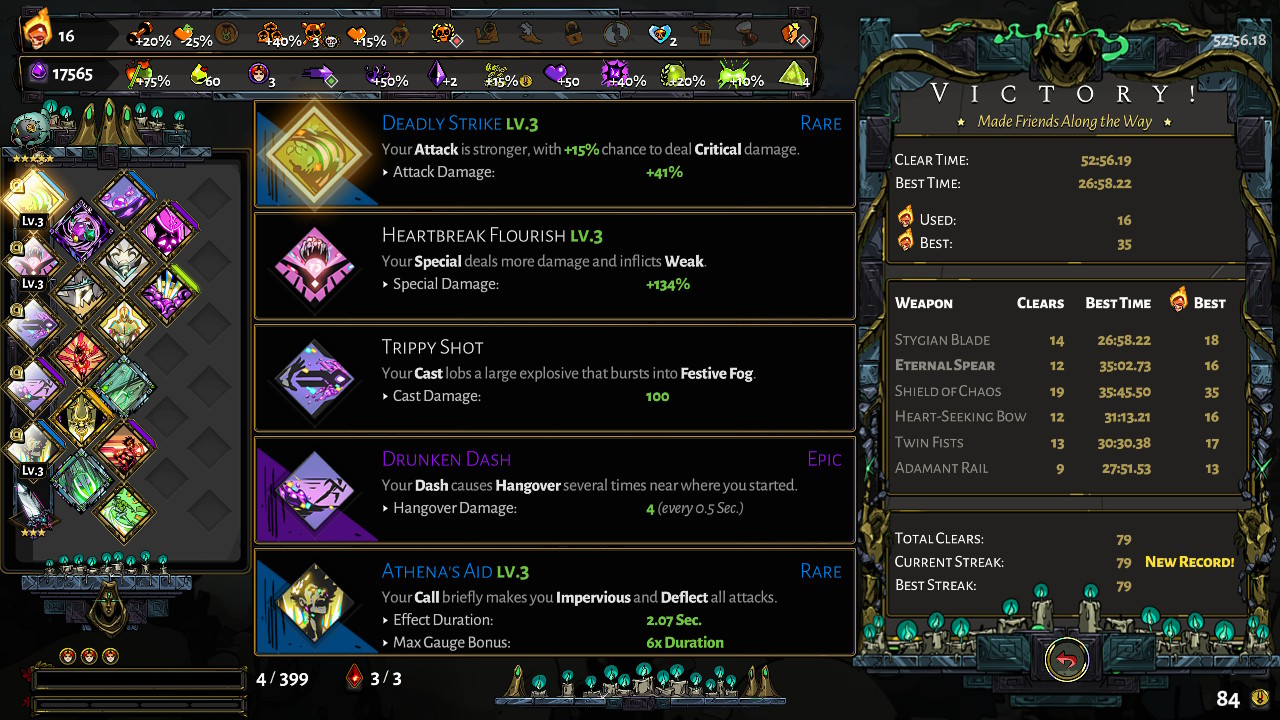 16
+20%
-25%
+40%
3
+15%
2
17565
+75%
60
3
+50%
+2
+15%
+50
+40%
+20%
+10%
4
Lv.3
Lv.3
Lv.3
DEADLY STRIKE LV.3
RARE
Your Attack is stronger, with +15% chance to deal Critical damage.
Attack Damage: +41%
HEARTBREAK FLOURISH LV.3
Your Special deals more damage and inflicts Weak.
Special Damage: +134%
TRIPPY SHOT
Your Cast lobs a large explosive that bursts into Festive Fog.
Cast Damage: 100
DRUNKEN DASH
EPIC
Your Dash causes Hangover several times near where you started.
Hangover Damage: 4 (every 0.5 Sec.)
ATHENA'S AID LV.3
RARE
Your Call briefly makes you Impervious and Deflect all attacks.
Effect Duration: 2.07 Sec.
Max Gauge Bonus: 6x Duration
4 / 399
3 / 3
52:56.18
VICTORY!
Made Friends Along the Way
CLEAR TIME: 52:56.19
BEST TIME: 26:58.22
USED: 16
BEST: 35
WEAPON CLEARS BEST TIME BEST
STYGIAN BLADE 14 26:58.22 18
ETERNAL SPEAR 12 35:02.73 16
SHIELD OF CHAOS 19 35:45.50 35
HEART-SEEKING BOW 12 31:13.21 16
TWIN FISTS 13 30:30.38 17
ADAMANT RAIL 9 27:51.53 13
TOTAL CLEARS: 79
CURRENT STREAK: 79 NEW RECORD!
BEST STREAK: 79
84